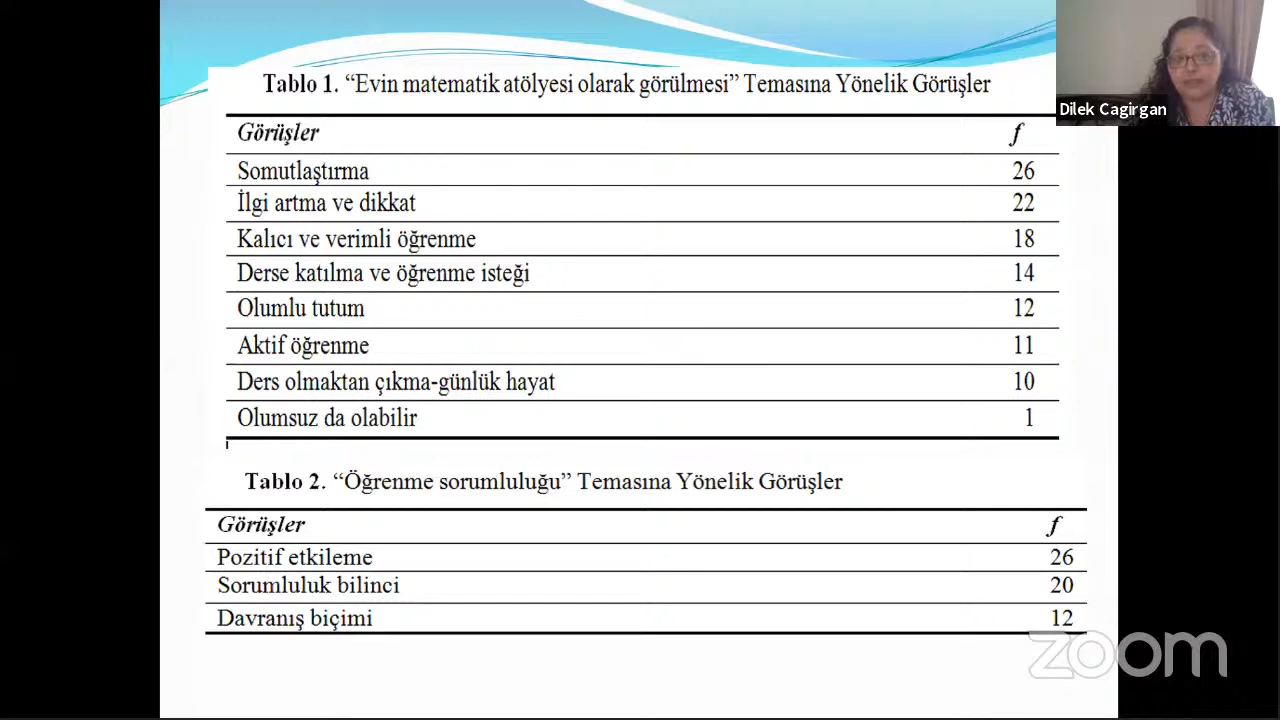 Tablo 1. “Evin matematik atölyesi olarak görülmesi” Temasına Yönelik Görüşler
Dilek Cagirgan
Görüşler f
Somutlaştırma 26
İlgi artma ve dikkat 22
Kalıcı ve verimli öğrenme 18
Derse katılma ve öğrenme isteği 14
Olumlu tutum 12
Aktif öğrenme 11
Ders olmaktan çıkma-günlük hayat 10
Olumsuz da olabilir 1
Tablo 2. “Öğrenme sorumluluğu” Temasına Yönelik Görüşler
Görüşler f
Pozitif etkileme 26
Sorumluluk bilinci 20
Davranış biçimi 12
zoom